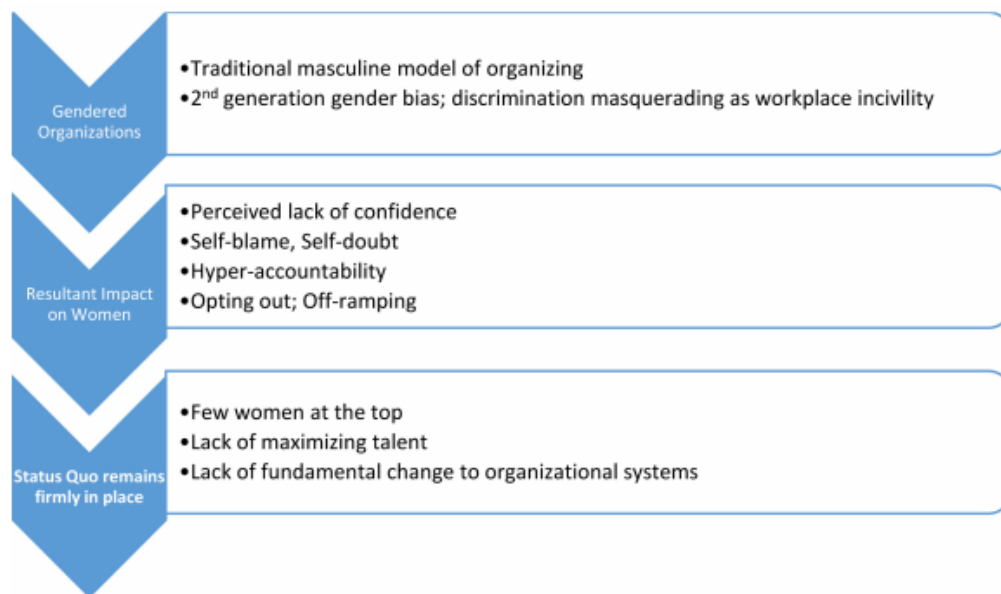 Gendered
Organizations
•Traditional masculine model of organizing
•2nd generation gender bias; discrimination masquerading as workplace incivility
Resultant Impact
on Women
•Perceived lack of confidence
•Self-blame, Self-doubt
•Hyper-accountability
•Opting out; Off-ramping
Status Quo remains
firmly in place
•Few women at the top
•Lack of maximizing talent
•Lack of fundamental change to organizational systems